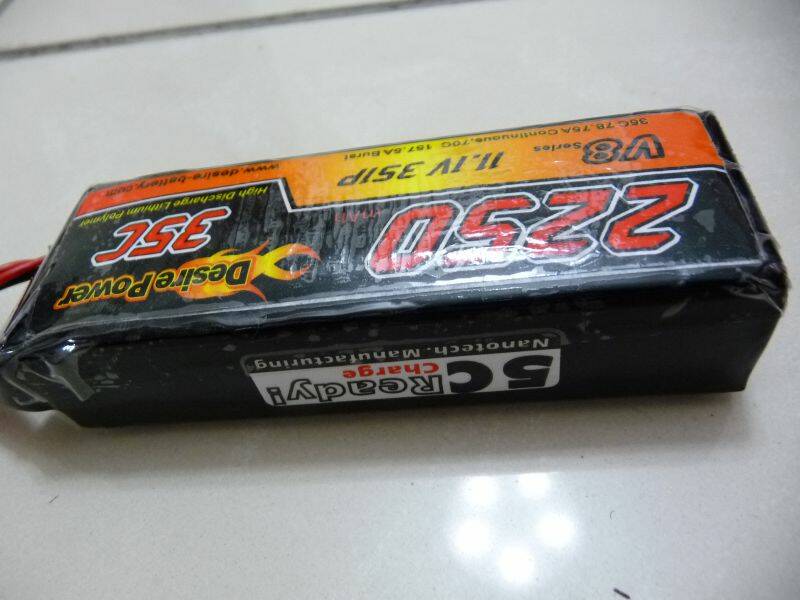 Desire Power
35C
High Discharge Lithium Polymer
www.desire-battery.com
2250
mAh
11.1V 3S1P
V8 Series
35C 78.75A Continuous,70C 157.5A Burst
5C
Charge
Ready!
Nanotech.Manufacturing